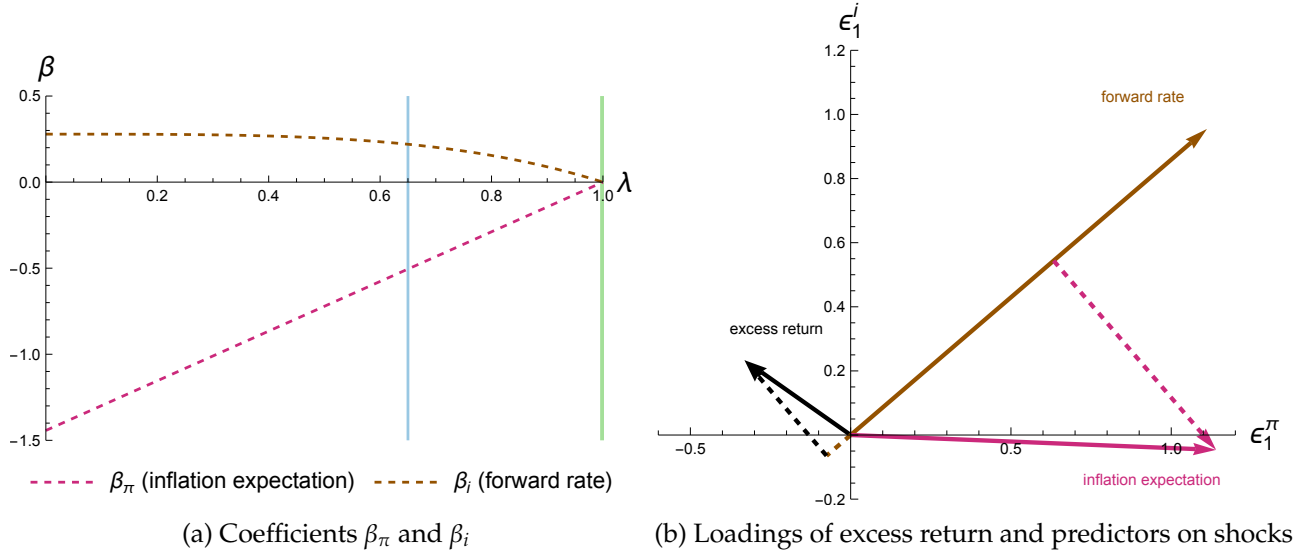 β
0.5
0.0
−0.5
−1.0
−1.5
0.2
0.4
0.6
0.8
1.0
λ
β_π (inflation expectation)
β_i (forward rate)
(a) Coefficients β_π and β_i
ϵ_1^i
1.2
1.0
0.8
0.6
0.4
0.2
0
−0.2
−0.5
0.5
1.0
ϵ_1^π
forward rate
excess return
inflation expectation
(b) Loadings of excess return and predictors on shocks